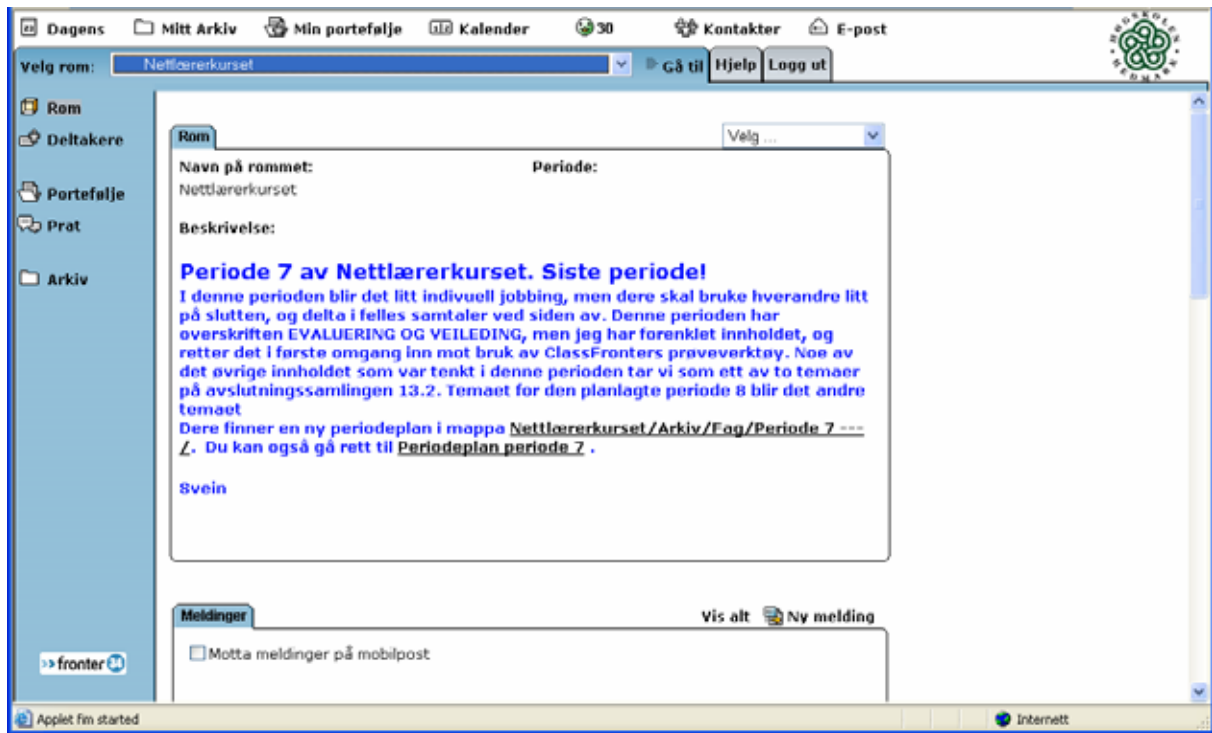 Dagens Mitt Arkiv Min portefølje Kalender 30 Kontakter E-post
HØGSKOLEN HEDMARK
Velg rom: Nettlærerkurset Gå til Hjelp Logg ut
Rom
Deltakere
Portefølje
Prat
Arkiv
Rom Velg ...
Navn på rommet: Periode:
Nettlærerkurset
Beskrivelse:
Periode 7 av Nettlærerkurset. Siste periode!
I denne perioden blir det litt indivuell jobbing, men dere skal bruke hverandre litt
på slutten, og delta i felles samtaler ved siden av. Denne perioden har
overskriften EVALUERING OG VEILEDING, men jeg har forenklet innholdet, og
retter det i første omgang inn mot bruk av ClassFronters prøveverktøy. Noe av
det øvrige innholdet som var tenkt i denne perioden tar vi som ett av to temaer
på avslutningssamlingen 13.2. Temaet for den planlagte periode 8 blir det andre
temaet
Dere finner en ny periodeplan i mappa Nettlærerkurset/Arkiv/Fag/Periode 7 ---
/. Du kan også gå rett til Periodeplan periode 7 .
Svein
Meldinger Vis alt Ny melding
Motta meldinger på mobilpost
>> fronter
Applet fim started Internett